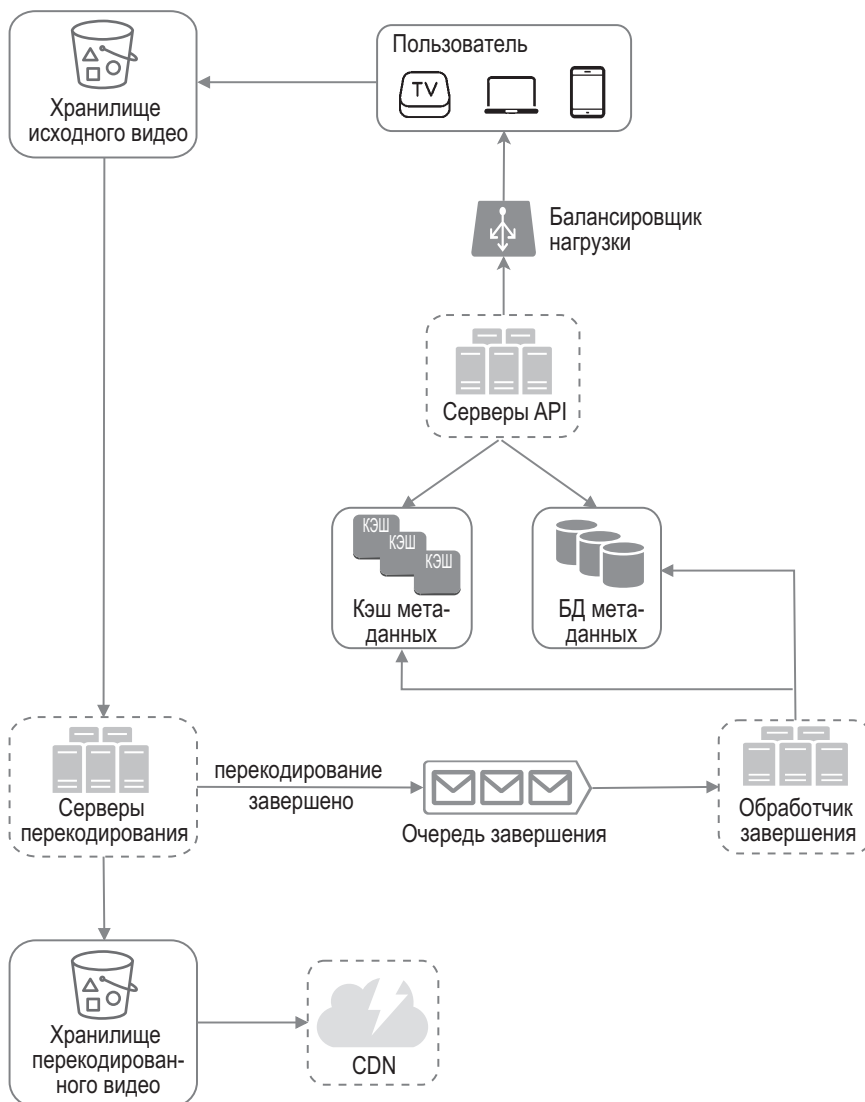 Пользователь
TV
Хранилище
исходного видео
Балансировщик
нагрузки
Серверы API
КЭШ
КЭШ
КЭШ
Кэш мета-
данных
БД мета-
данных
Серверы
перекодирования
перекодирование
завершено
Очередь завершения
Обработчик
завершения
Хранилище
перекодирован-
ного видео
CDN